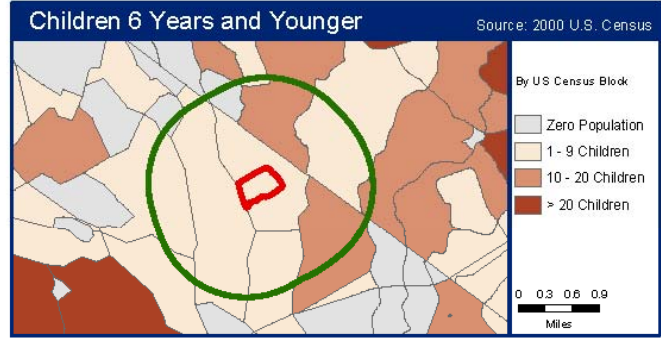 Children 6 Years and Younger
Source: 2000 U.S. Census
By US Census Block
Zero Population
1 - 9 Children
10 - 20 Children
> 20 Children
0 0.3 0.6 0.9
Miles